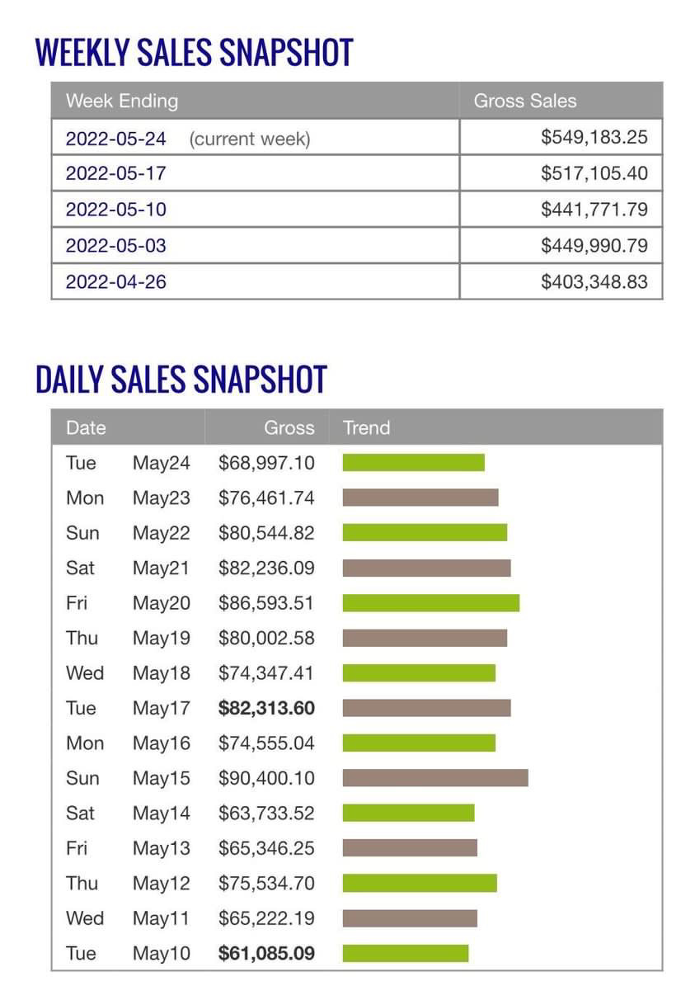 WEEKLY SALES SNAPSHOT
Week Ending Gross Sales
2022-05-24 (current week) $549,183.25
2022-05-17 $517,105.40
2022-05-10 $441,771.79
2022-05-03 $449,990.79
2022-04-26 $403,348.83
DAILY SALES SNAPSHOT
Date Gross Trend
Tue May24 $68,997.10
Mon May23 $76,461.74
Sun May22 $80,544.82
Sat May21 $82,236.09
Fri May20 $86,593.51
Thu May19 $80,002.58
Wed May18 $74,347.41
Tue May17 $82,313.60
Mon May16 $74,555.04
Sun May15 $90,400.10
Sat May14 $63,733.52
Fri May13 $65,346.25
Thu May12 $75,534.70
Wed May11 $65,222.19
Tue May10 $61,085.09